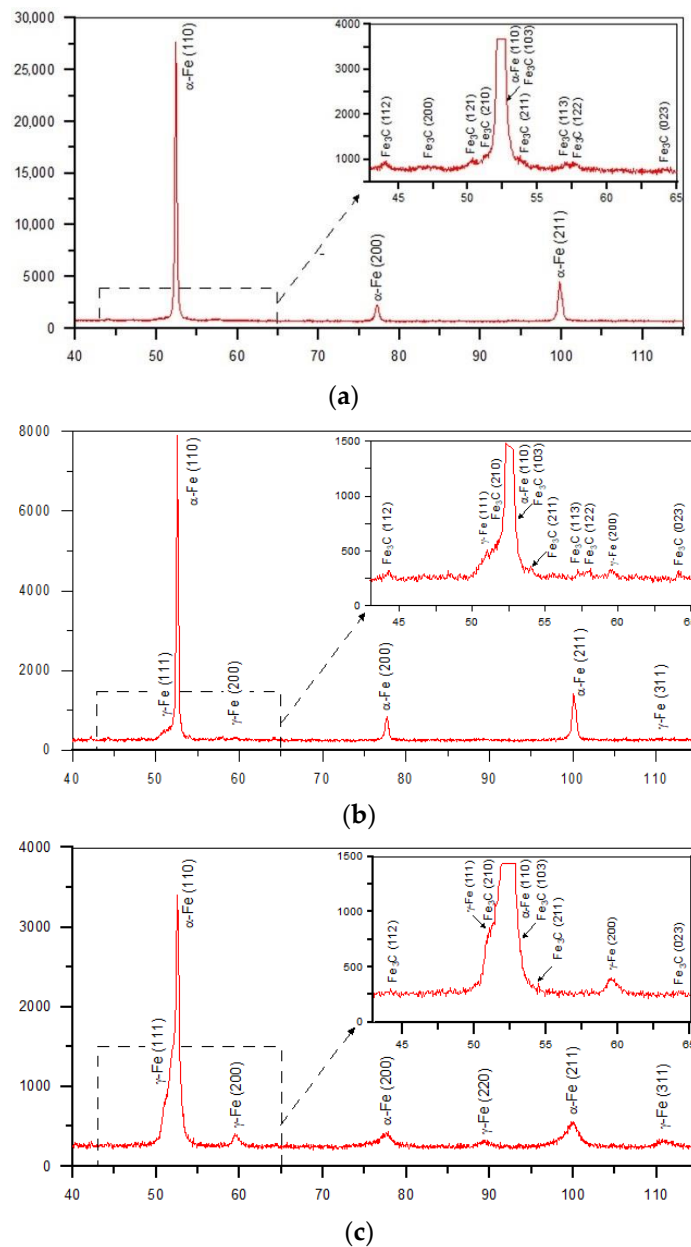 30,000
25,000
20,000
15,000
10,000
5000
0
40
50
60
70
80
90
100
110
α-Fe (110)
α-Fe (200)
α-Fe (211)
4000
3000
2000
1000
45
50
55
60
65
Fe3C (112)
Fe3C (200)
Fe3C (121)
Fe3C (210)
α-Fe (110)
Fe3C (103)
Fe3C (211)
Fe3C (113)
Fe3C (122)
Fe3C (023)
(a)
8000
6000
4000
2000
0
40
50
60
70
80
90
100
110
γ-Fe (111)
α-Fe (110)
γ-Fe (200)
α-Fe (200)
α-Fe (211)
γ-Fe (311)
1500
1000
500
0
45
50
55
60
65
Fe3C (112)
γ-Fe (111)
Fe3C (210)
α-Fe (110)
Fe3C (103)
Fe3C (211)
Fe3C (113)
Fe3C (122)
γ-Fe (200)
Fe3C (023)
(b)
4000
3000
2000
1000
0
40
50
60
70
80
90
100
110
γ-Fe (111)
α-Fe (110)
γ-Fe (200)
α-Fe (200)
γ-Fe (220)
α-Fe (211)
γ-Fe (311)
1500
1000
500
0
45
50
55
60
65
Fe3C (112)
γ-Fe (111)
Fe3C (210)
α-Fe (110)
Fe3C (103)
Fe3C (211)
γ-Fe (200)
Fe3C (023)
(c)